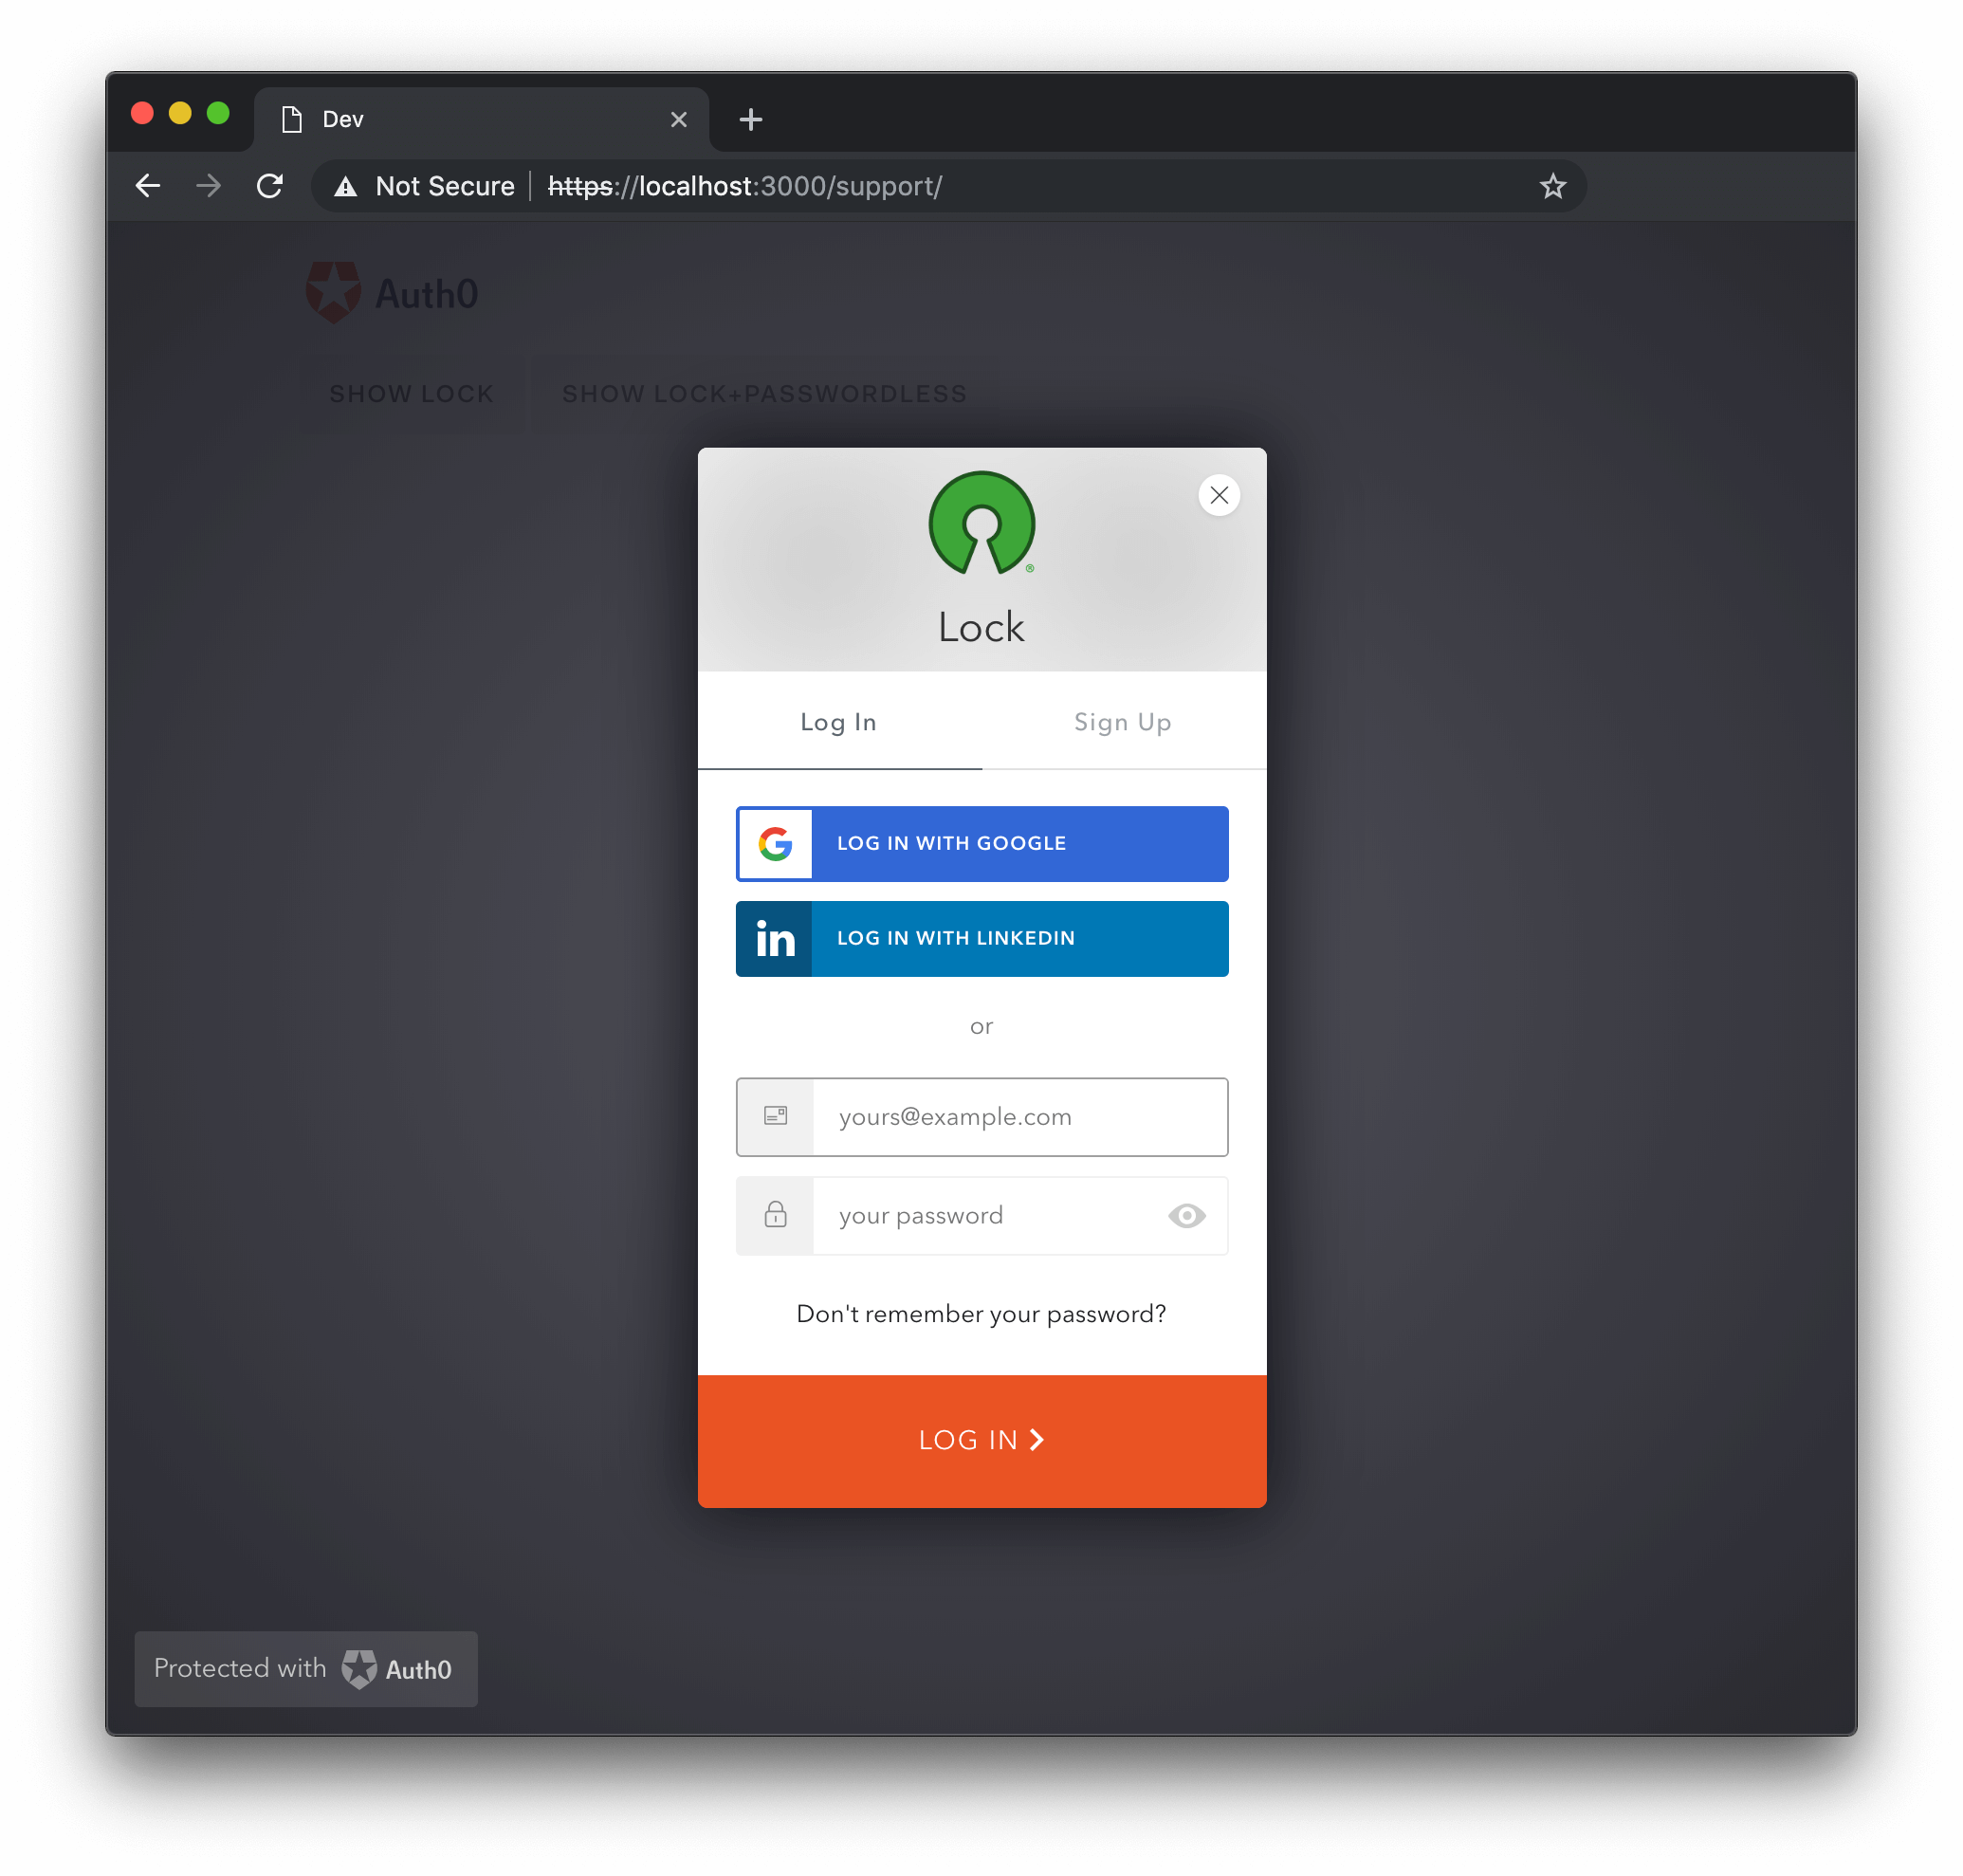 Dev
Not Secure | https://localhost:3000/support/
Auth0
SHOW LOCK SHOW LOCK+PASSWORDLESS
®
Lock
Log In Sign Up
LOG IN WITH GOOGLE
in LOG IN WITH LINKEDIN
or
yours@example.com
your password
Don't remember your password?
LOG IN
Protected with Auth0